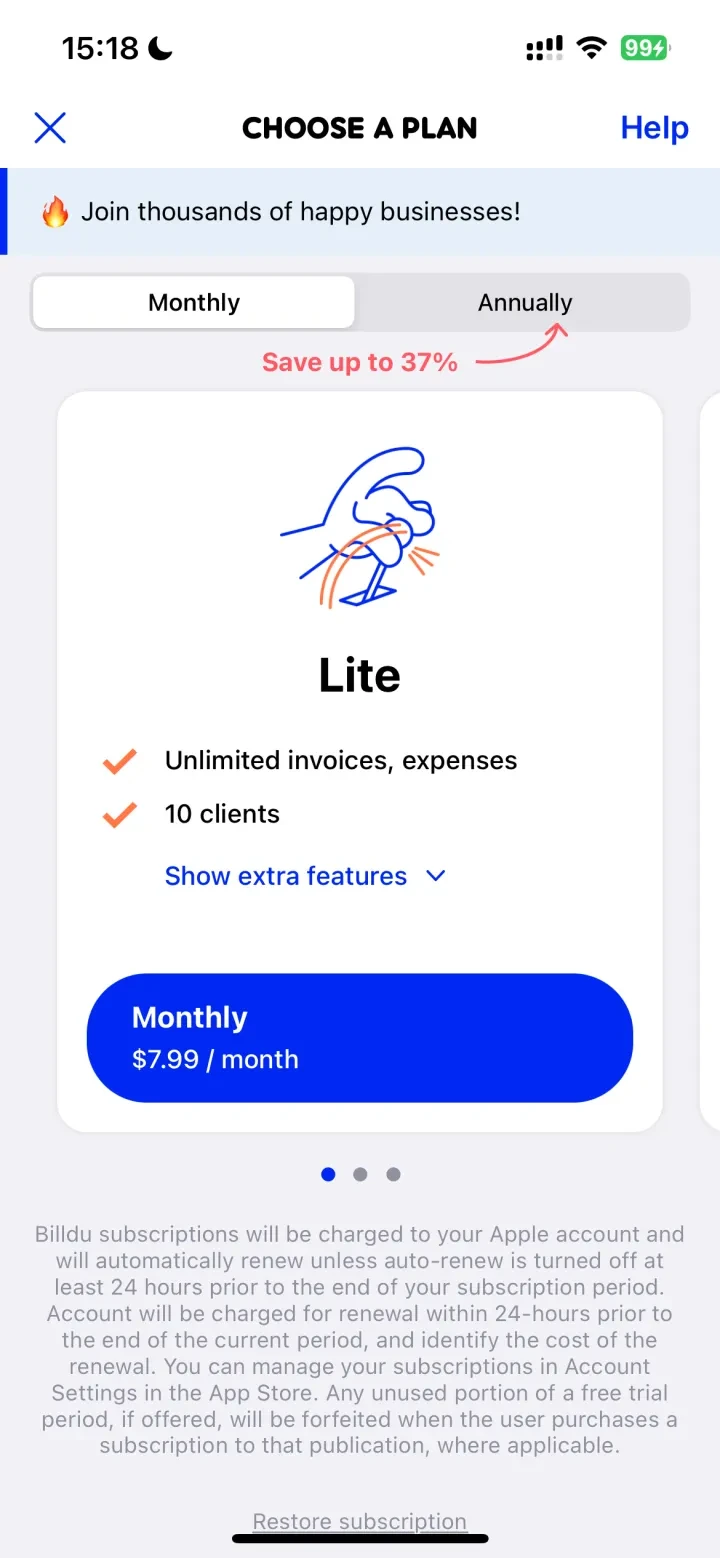 15:18
99
CHOOSE A PLAN
Help
Join thousands of happy businesses!
Monthly
Annually
Save up to 37%
Lite
Unlimited invoices, expenses
10 clients
Show extra features
Monthly
$7.99 / month
Billdu subscriptions will be charged to your Apple account and
will automatically renew unless auto-renew is turned off at
least 24 hours prior to the end of your subscription period.
Account will be charged for renewal within 24-hours prior to
the end of the current period, and identify the cost of the
renewal. You can manage your subscriptions in Account
Settings in the App Store. Any unused portion of a free trial
period, if offered, will be forfeited when the user purchases a
subscription to that publication, where applicable.
Restore subscription